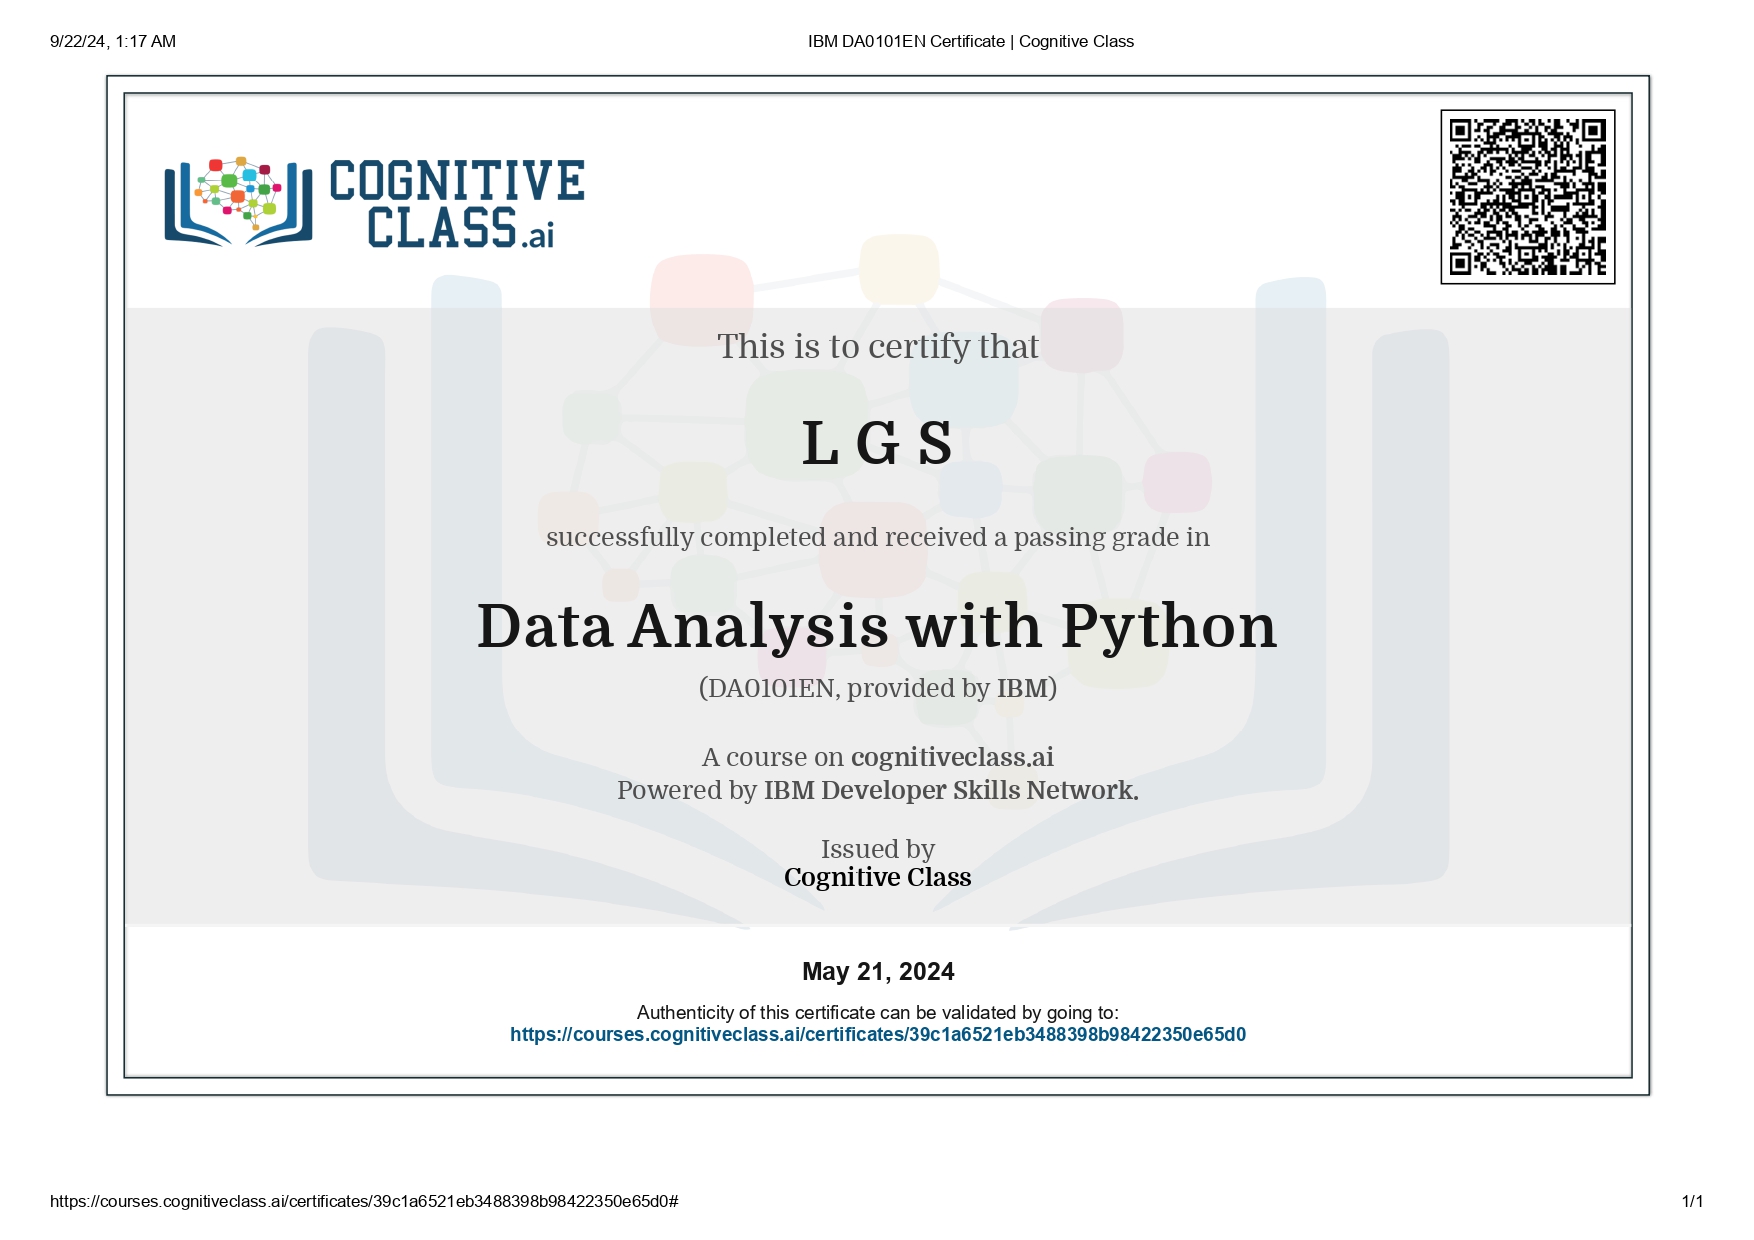 9/22/24, 1:17 AM
IBM DA0101EN Certificate | Cognitive Class
COGNITIVE
CLASS.ai
This is to certify that
L G S
successfully completed and received a passing grade in
Data Analysis with Python
(DA0101EN, provided by IBM)
A course on cognitiveclass.ai
Powered by IBM Developer Skills Network.
Issued by
Cognitive Class
May 21, 2024
Authenticity of this certificate can be validated by going to:
https://courses.cognitiveclass.ai/certificates/39c1a6521eb3488398b98422350e65d0
https://courses.cognitiveclass.ai/certificates/39c1a6521eb3488398b98422350e65d0#
1/1